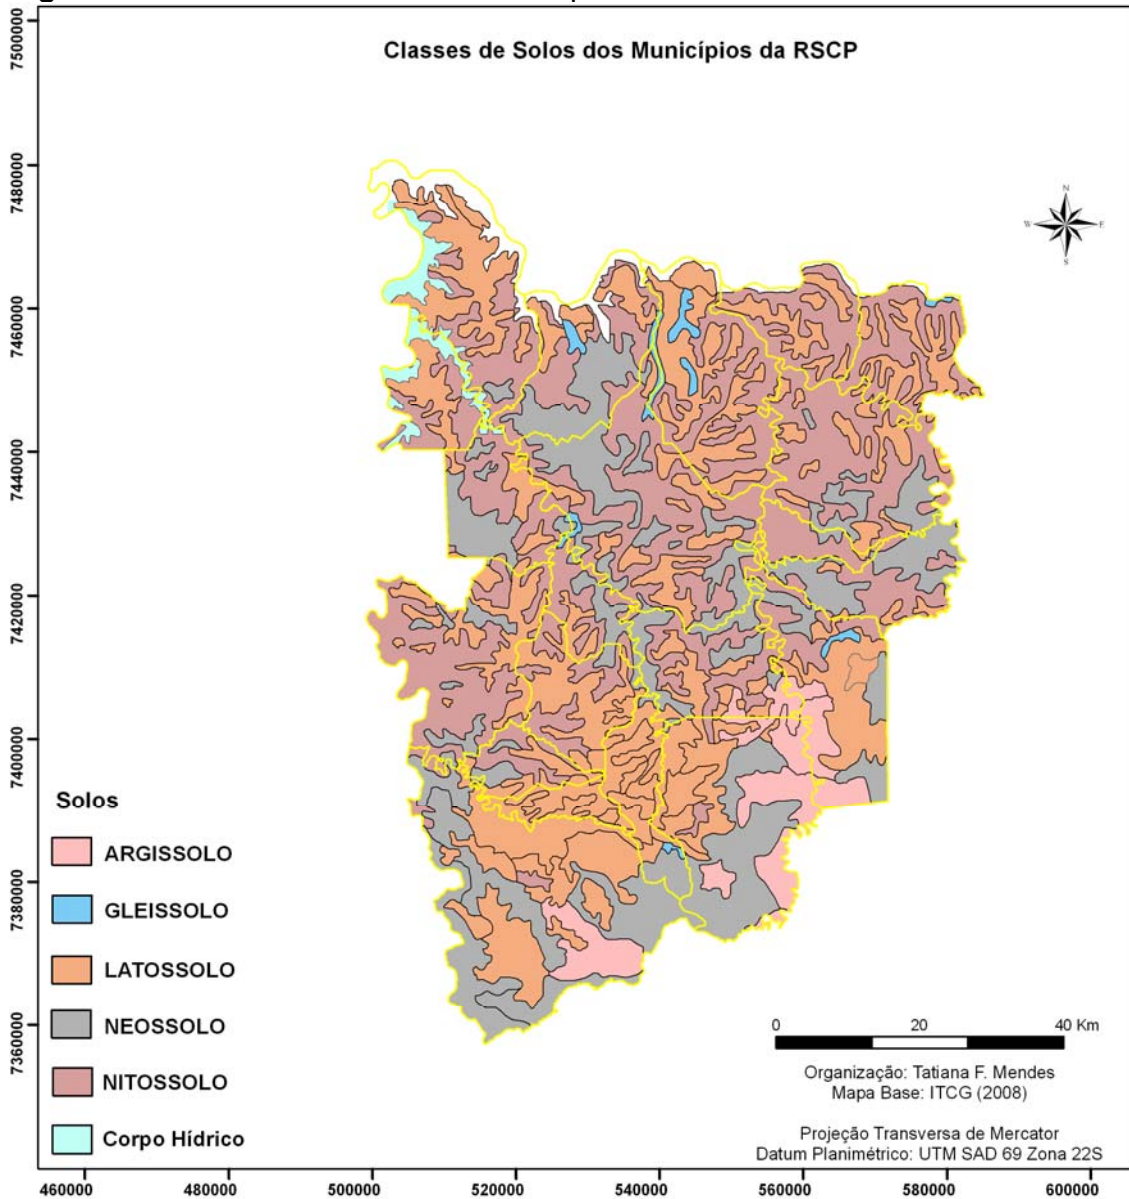 Classes de Solos dos Municípios da RSCP
7500000
7480000
7460000
7440000
7420000
7400000
7380000
7360000
N
W
E
S
Solos
ARGISSOLO
GLEISSOLO
LATOSSOLO
NEOSSOLO
NITOSSOLO
Corpo Hídrico
0 20 40 Km
Organização: Tatiana F. Mendes
Mapa Base: ITCG (2008)
Projeção Transversa de Mercator
Datum Planimétrico: UTM SAD 69 Zona 22S
460000 480000 500000 520000 540000 560000 580000 600000